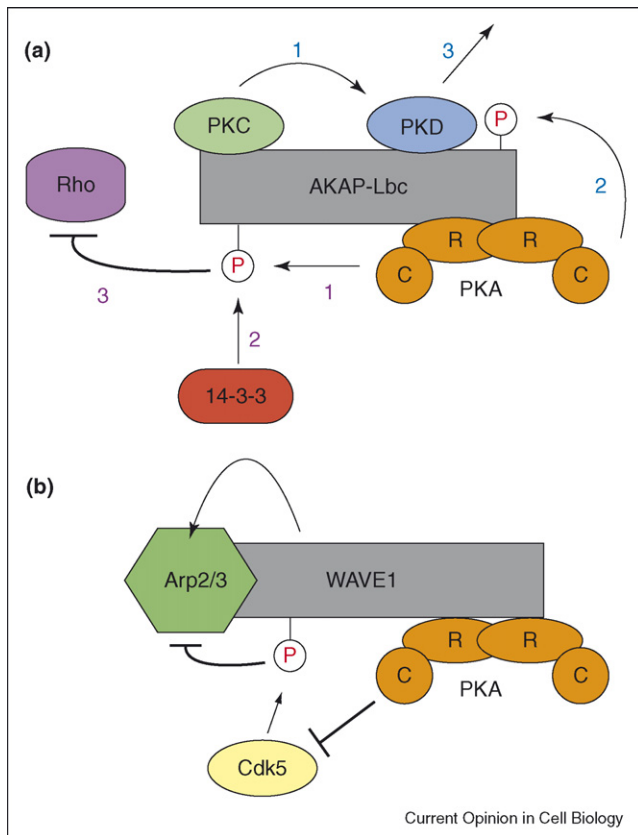 (a)
1
3
PKC
PKD
P
Rho
AKAP-Lbc
2
R
R
P
C
C
1
PKA
3
2
14-3-3
(b)
Arp2/3
WAVE1
P
R
R
C
C
PKA
Cdk5
Current Opinion in Cell Biology